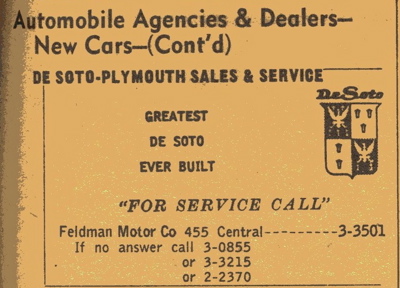 Automobile Agencies & Dealers—
New Cars—(Cont'd)
DE SOTO-PLYMOUTH SALES & SERVICE
De Soto
GREATEST
DE SOTO
EVER BUILT
"FOR SERVICE CALL"
Feldman Motor Co 455 Central----------3-3501
If no answer call 3-0855
or 3-3215
or 2-2370